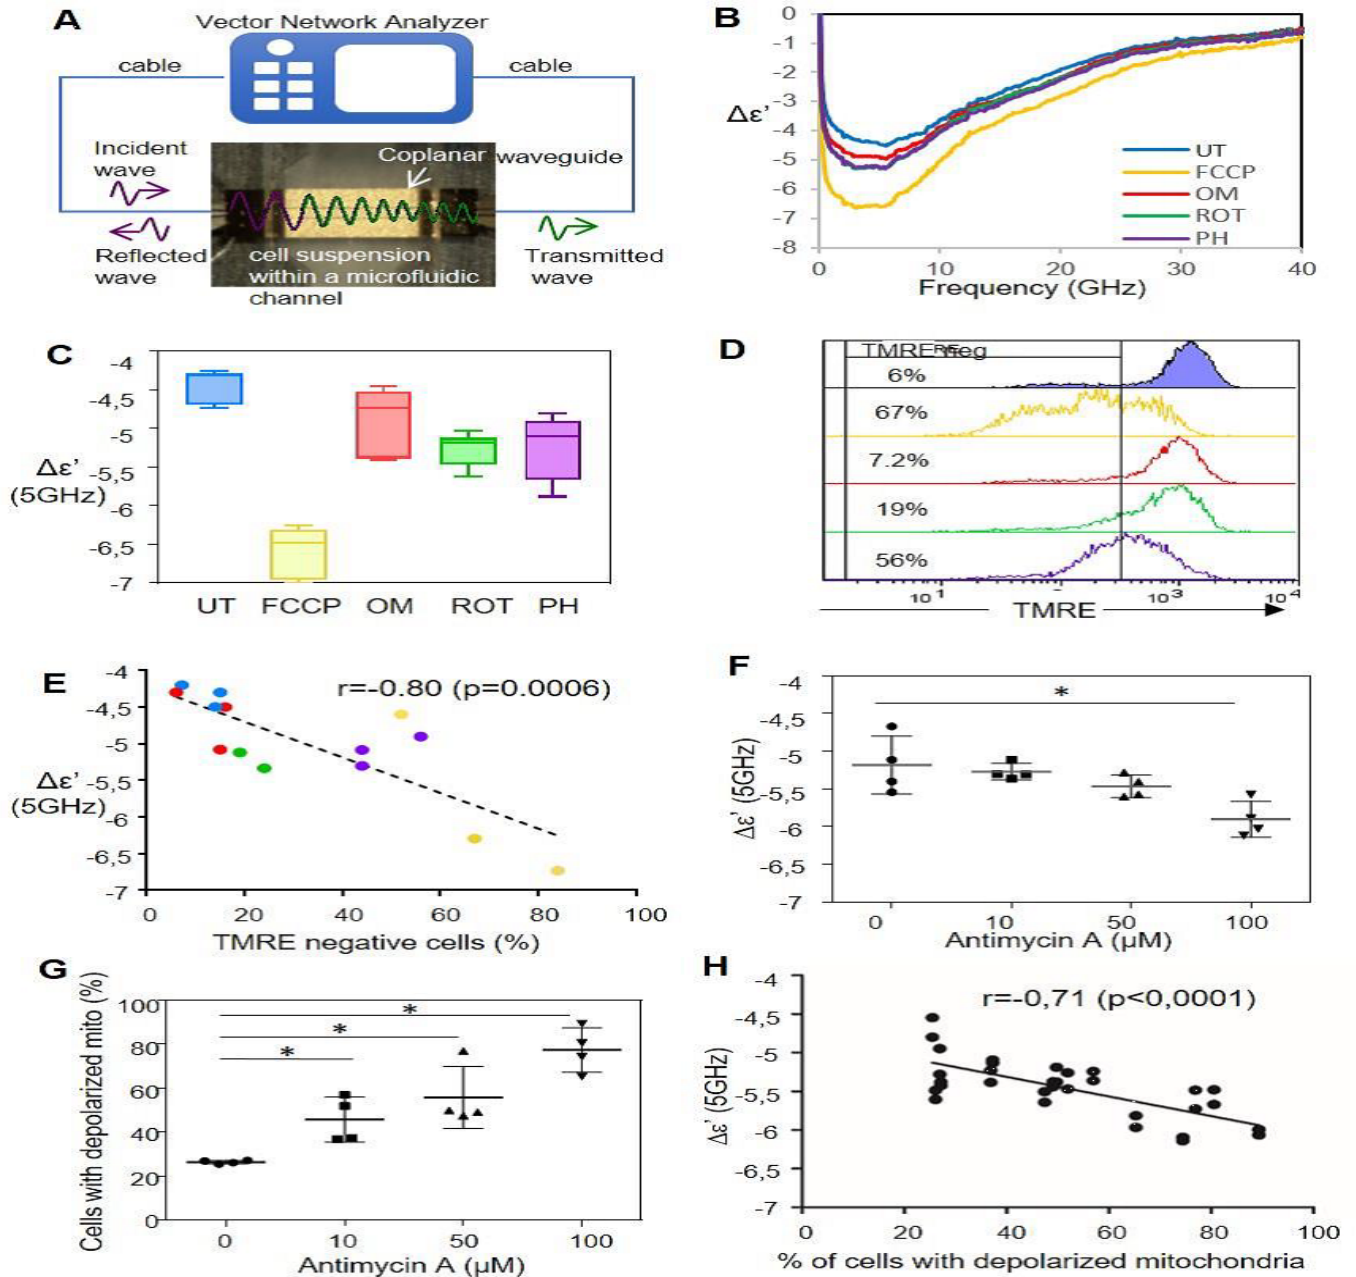 A
Vector Network Analyzer
cable
cable
Incident
wave
Coplanar waveguide
Reflected
wave
cell suspension
within a microfluidic
channel
Transmitted
wave
B
0
-1
-2
-3
-4
-5
-6
-7
-8
Δε'
UT
FCCP
OM
ROT
PH
0
10
20
30
40
Frequency (GHz)
C
-4
-4,5
-5
-5,5
-6
-6,5
-7
Δε'
(5GHz)
UT
FCCP
OM
ROT
PH
D
TMRE neg
6%
67%
7.2%
19%
56%
10¹
10³
10⁴
TMRE
E
r=-0.80 (p=0.0006)
-4
-4,5
-5
-5,5
-6
-6,5
-7
Δε'
(5GHz)
0
20
40
60
80
100
TMRE negative cells (%)
F
*
-4
-4,5
-5
-5,5
-6
-6,5
-7
Δε' (5GHz)
0
10
50
100
Antimycin A (µM)
G
Cells with depolarized mito (%)
100
80
60
40
20
0
*
*
*
0
10
50
100
Antimycin A (µM)
H
r=-0,71 (p<0,0001)
-4
-4,5
-5
-5,5
-6
-6,5
-7
Δε' (5GHz)
0
20
40
60
80
100
% of cells with depolarized mitochondria